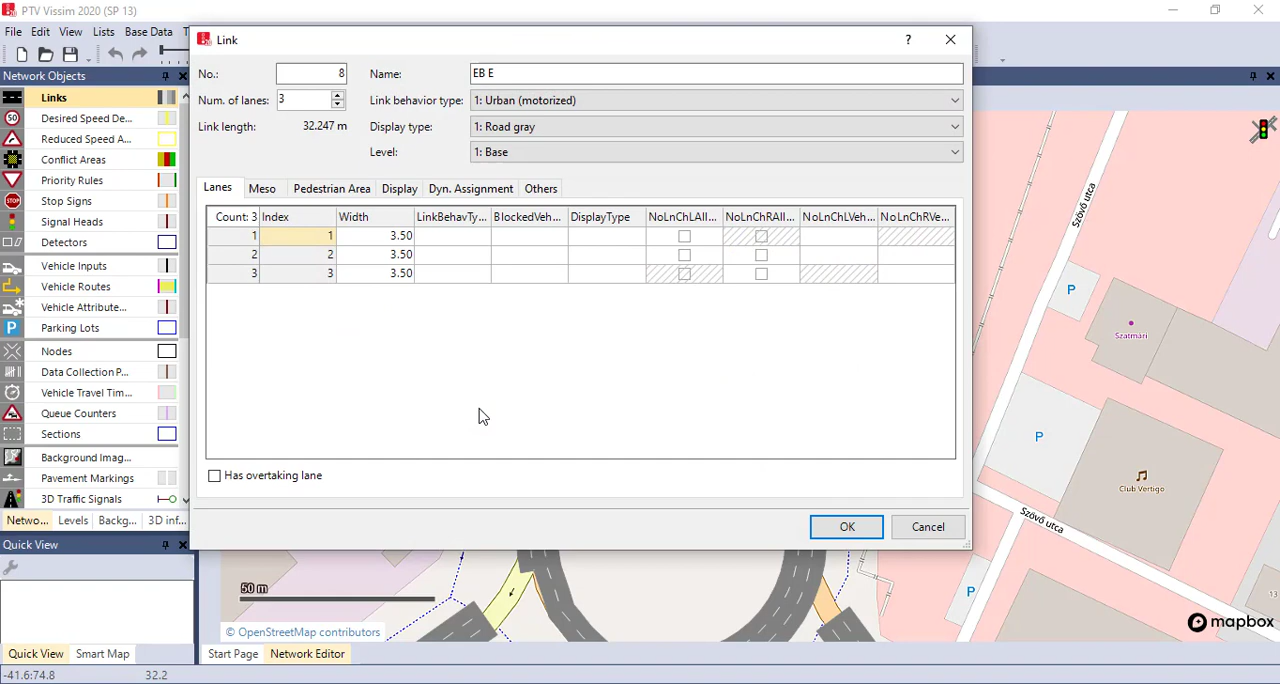 PTV Vissim 2020 (SP 13)
File Edit View Lists Base Data T
Network Objects
Links
50 Desired Speed De...
Reduced Speed A...
Conflict Areas
Priority Rules
Stop Signs
Signal Heads
Detectors
Vehicle Inputs
Vehicle Routes
Vehicle Attribute...
P Parking Lots
Nodes
Data Collection P...
Vehicle Travel Tim...
Queue Counters
Sections
Background Imag...
Pavement Markings
3D Traffic Signals
Netwo... Levels Backg... 3D inf...
Quick View
Quick View Smart Map
-41.6:74.8 32.2
Link
?
No.: 8 Name: EB E
Num. of lanes: 3 Link behavior type: 1: Urban (motorized)
Link length: 32.247 m Display type: 1: Road gray
Level: 1: Base
Lanes Meso Pedestrian Area Display Dyn. Assignment Others
Count: 3 Index Width LinkBehavTy... BlockedVeh... DisplayType NoLnChLAll... NoLnChRAll... NoLnChLVeh... NoLnChRVe...
1 1 3.50
2 2 3.50
3 3 3.50
Has overtaking lane
OK Cancel
Szövő utca
P
Szatmári
P
Club Vertigo
Szövő utca
P
13
50 m
© OpenStreetMap contributors
mapbox
Start Page Network Editor